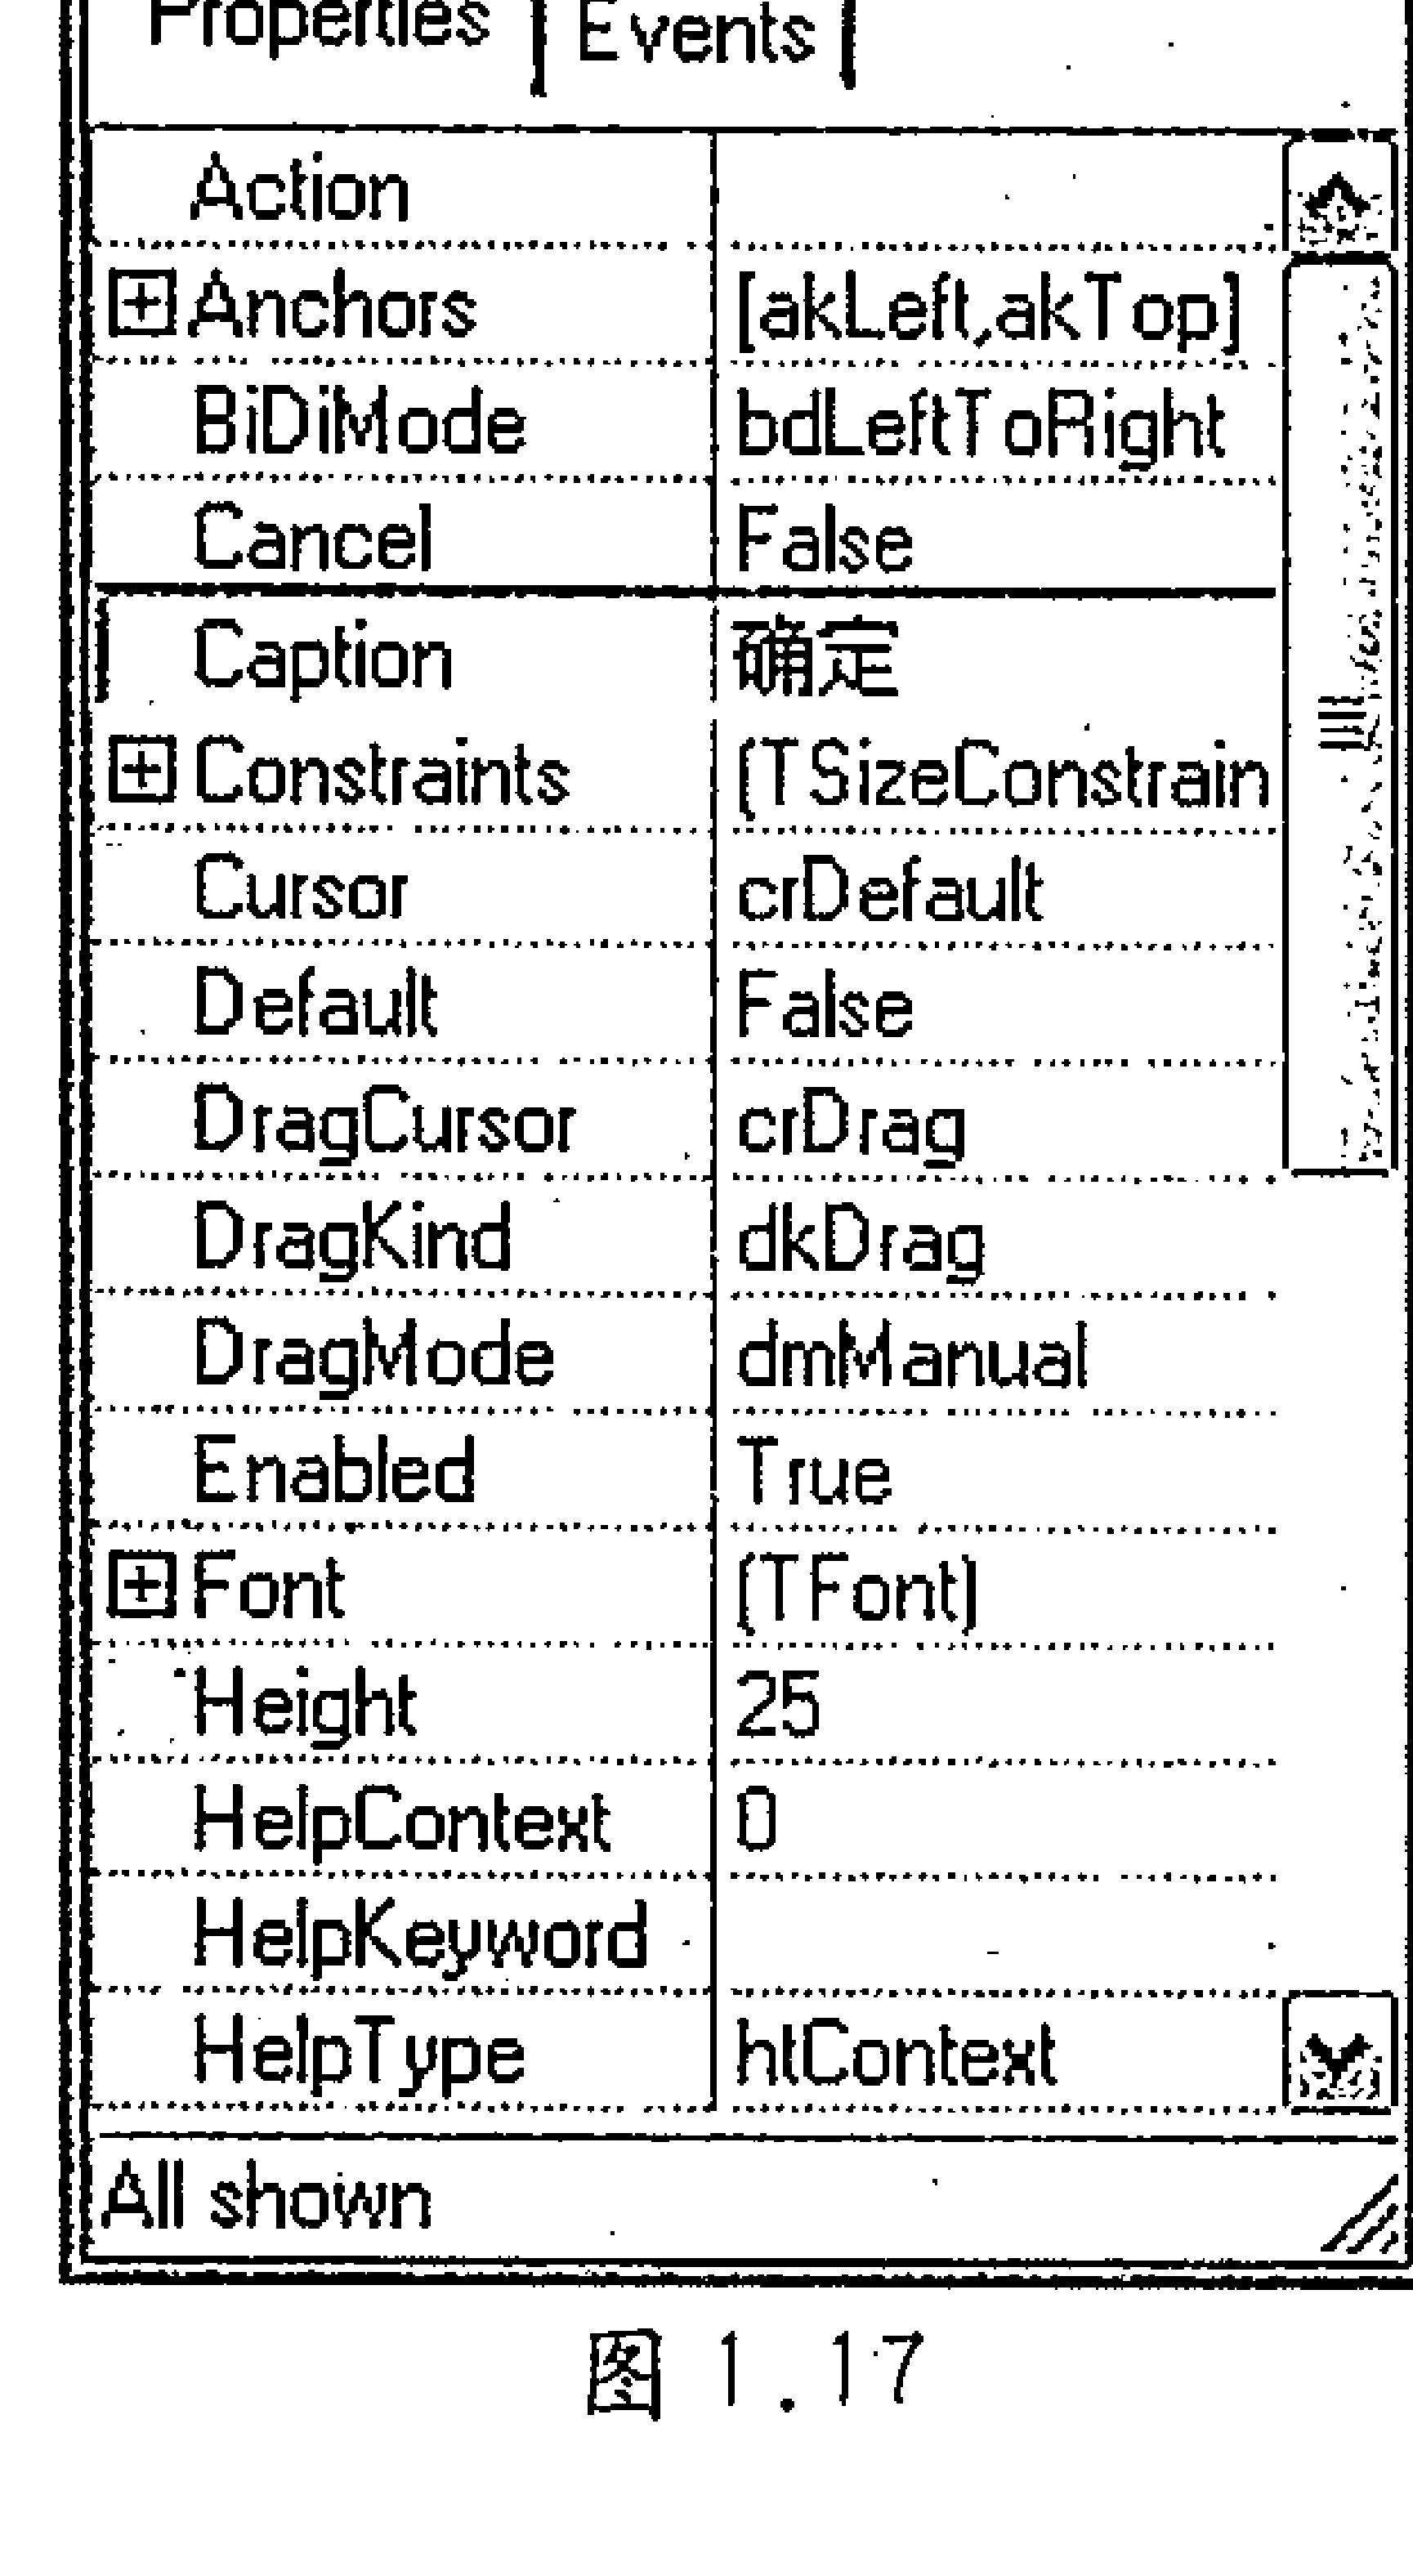 Properties Events
Action
Anchors [akLeft,akTop]
BiDiMode bdLeftToRight
Cancel False
Caption 确定
Constraints (TSizeConstrain
Cursor crDefault
Default False
DragCursor crDrag
DragKind dkDrag
DragMode dmManual
Enabled True
Font (TFont)
Height 25
HelpContext 0
HelpKeyword
HelpType htContext
All shown
图 1.17